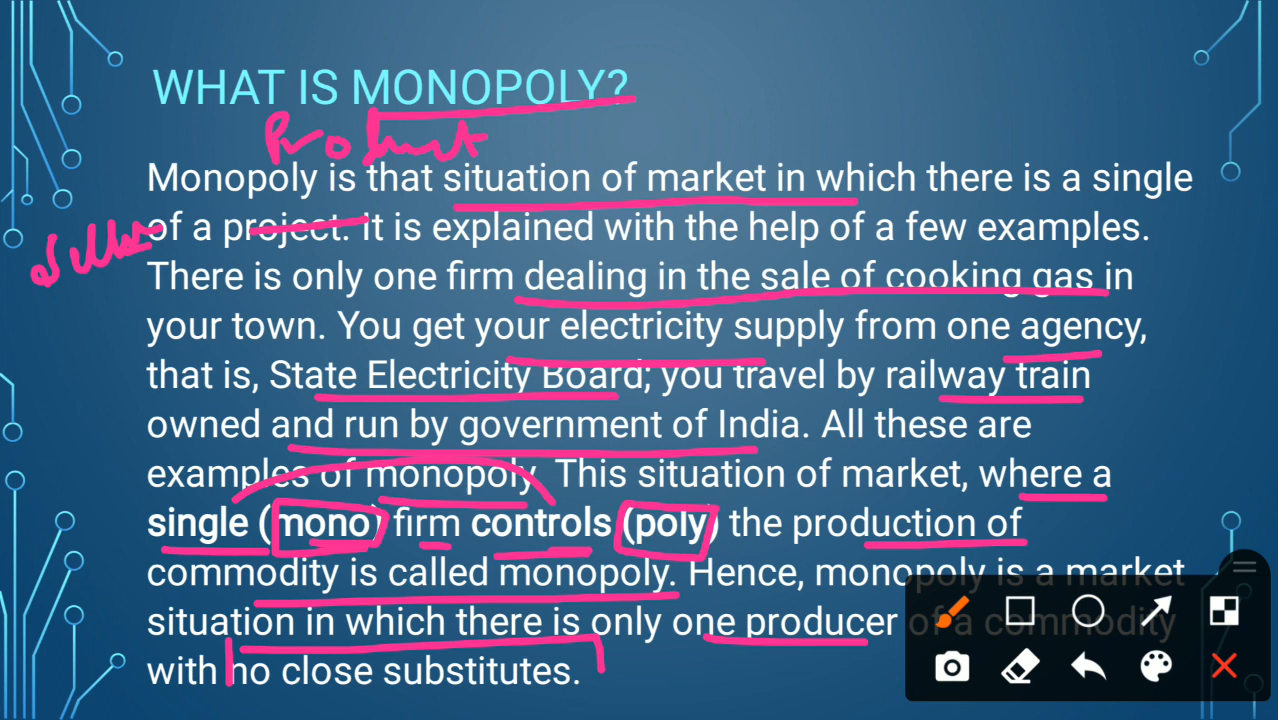 WHAT IS MONOPOLY?
Product
Monopoly is that situation of market in which there is a single
Seller of a project. It is explained with the help of a few examples.
There is only one firm dealing in the sale of cooking gas in
your town. You get your electricity supply from one agency,
that is, State Electricity Board; you travel by railway train
owned and run by government of India. All these are
examples of monopoly. This situation of market, where a
single (mono) firm controls (poly) the production of
commodity is called monopoly. Hence, monopoly is a market
situation in which there is only one producer of a commodity
with no close substitutes.